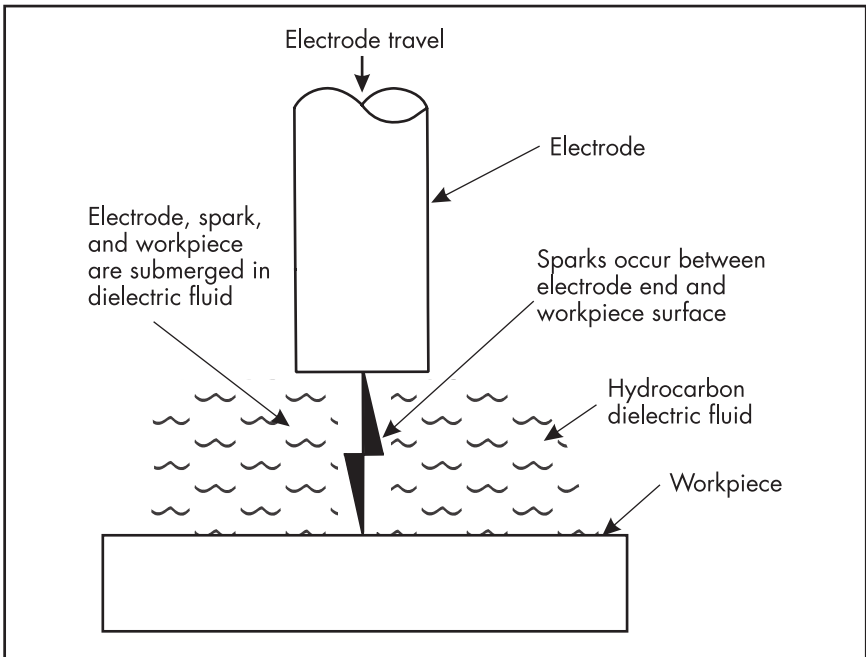 Electrode travel
Electrode
Electrode, spark,
and workpiece
are submerged in
dielectric fluid
Sparks occur between
electrode end and
workpiece surface
Hydrocarbon
dielectric fluid
Workpiece